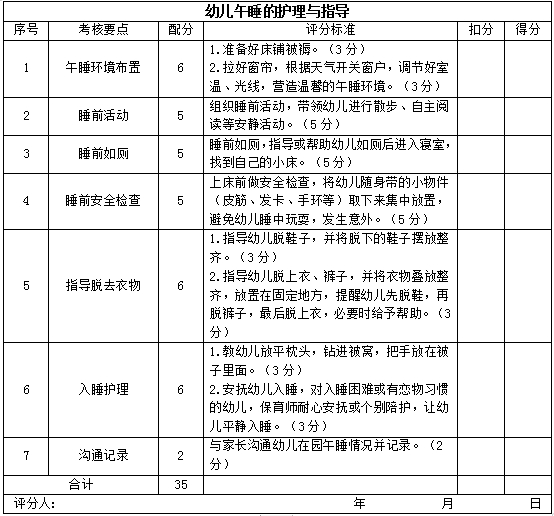 幼儿午睡的护理与指导
序号 考核要点 配分 评分标准 扣分 得分
1 午睡环境布置 6 1.准备好床铺被褥。（3分）
2.拉好窗帘，根据天气开关窗户，调节好室
温、光线，营造温馨的午睡环境。（3分）
2 睡前活动 5 组织睡前活动，带领幼儿进行散步、自主阅
读等安静活动。（5分）
3 睡前如厕 5 睡前如厕,指导或帮助幼儿如厕后进入寝室，
找到自己的小床。（5分）
4 睡前安全检查 5 上床前做安全检查，将幼儿随身带的小物件
（皮筋、发卡、手环等）取下来集中放置，
避免幼儿睡中玩耍，发生意外。（5分）
5 指导脱去衣物 6 1.指导幼儿脱鞋子，并将脱下的鞋子摆放整
齐。（3分）
2.指导幼儿脱上衣、裤子，并将衣物叠放整
齐，放置在固定地方，提醒幼儿先脱鞋，再
脱裤子，最后脱上衣，必要时给予帮助。（3
分）
6 入睡护理 6 1.教幼儿放平枕头，钻进被窝，把手放在被
子里面。（3分）
2.安抚幼儿入睡，对入睡困难或有恋物习惯
的幼儿，保育师耐心安抚或个别陪护，让幼
儿平静入睡。（3分）
7 沟通记录 2 与家长沟通幼儿在园午睡情况并记录。（2
分）
合计 35
评分人： 年 月 日